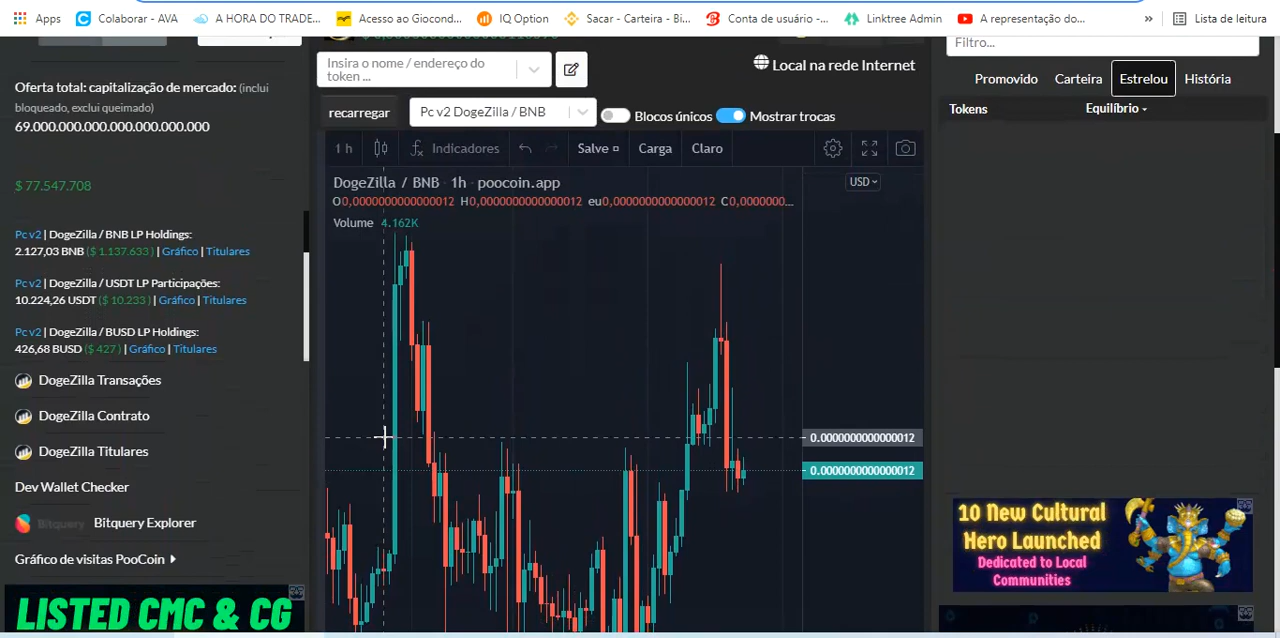 Apps
Colaborar - AVA
A HORA DO TRADE...
Acesso ao Giocond...
IQ Option
Sacar - Carteira - Bi...
Conta de usuário -...
Linktree Admin
A representação do...
»
Lista de leitura
Oferta total: capitalização de mercado: (inclui
bloqueado, exclui queimado)
69.000.000.000.000.000.000.000
$ 77.547.708
Pc v2 | DogeZilla / BNB LP Holdings:
2.127,03 BNB ($ 1.137.633 ) | Gráfico | Titulares
Pc v2 | DogeZilla / USDT LP Participações:
10.224,26 USDT ($ 10.233 ) | Gráfico | Titulares
Pc v2 | DogeZilla / BUSD LP Holdings:
426,68 BUSD ($ 427 ) | Gráfico | Titulares
DogeZilla Transações
DogeZilla Contrato
DogeZilla Titulares
Dev Wallet Checker
Bitquery Bitquery Explorer
Gráfico de visitas PooCoin
LISTED CMC & CG
Insira o nome / endereço do
token ...
Local na rede Internet
recarregar
Pc v2 DogeZilla / BNB
Blocos únicos
Mostrar trocas
1 h
Indicadores
Salve
Carga
Claro
DogeZilla / BNB · 1h · poocoin.app
O0,0000000000000012 H0,0000000000000012 eu0,0000000000000012 C0,0000000...
Volume 4.162K
USD
0.0000000000000012
0.0000000000000012
Filtro...
Promovido
Carteira
Estrelou
História
Tokens
Equilíbrio
10 New Cultural
Hero Launched
Dedicated to Local
Communities